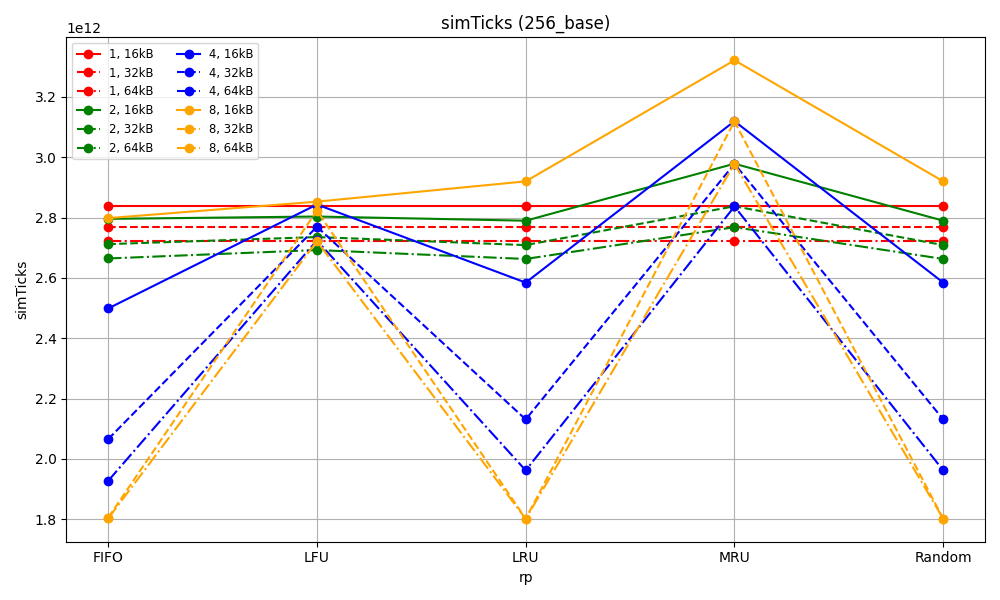 simTicks (256_base)
1e12
1, 16kB
1, 32kB
1, 64kB
2, 16kB
2, 32kB
2, 64kB
4, 16kB
4, 32kB
4, 64kB
8, 16kB
8, 32kB
8, 64kB
3.2
3.0
2.8
2.6
2.4
2.2
2.0
1.8
simTicks
FIFO
LFU
LRU
MRU
Random
rp